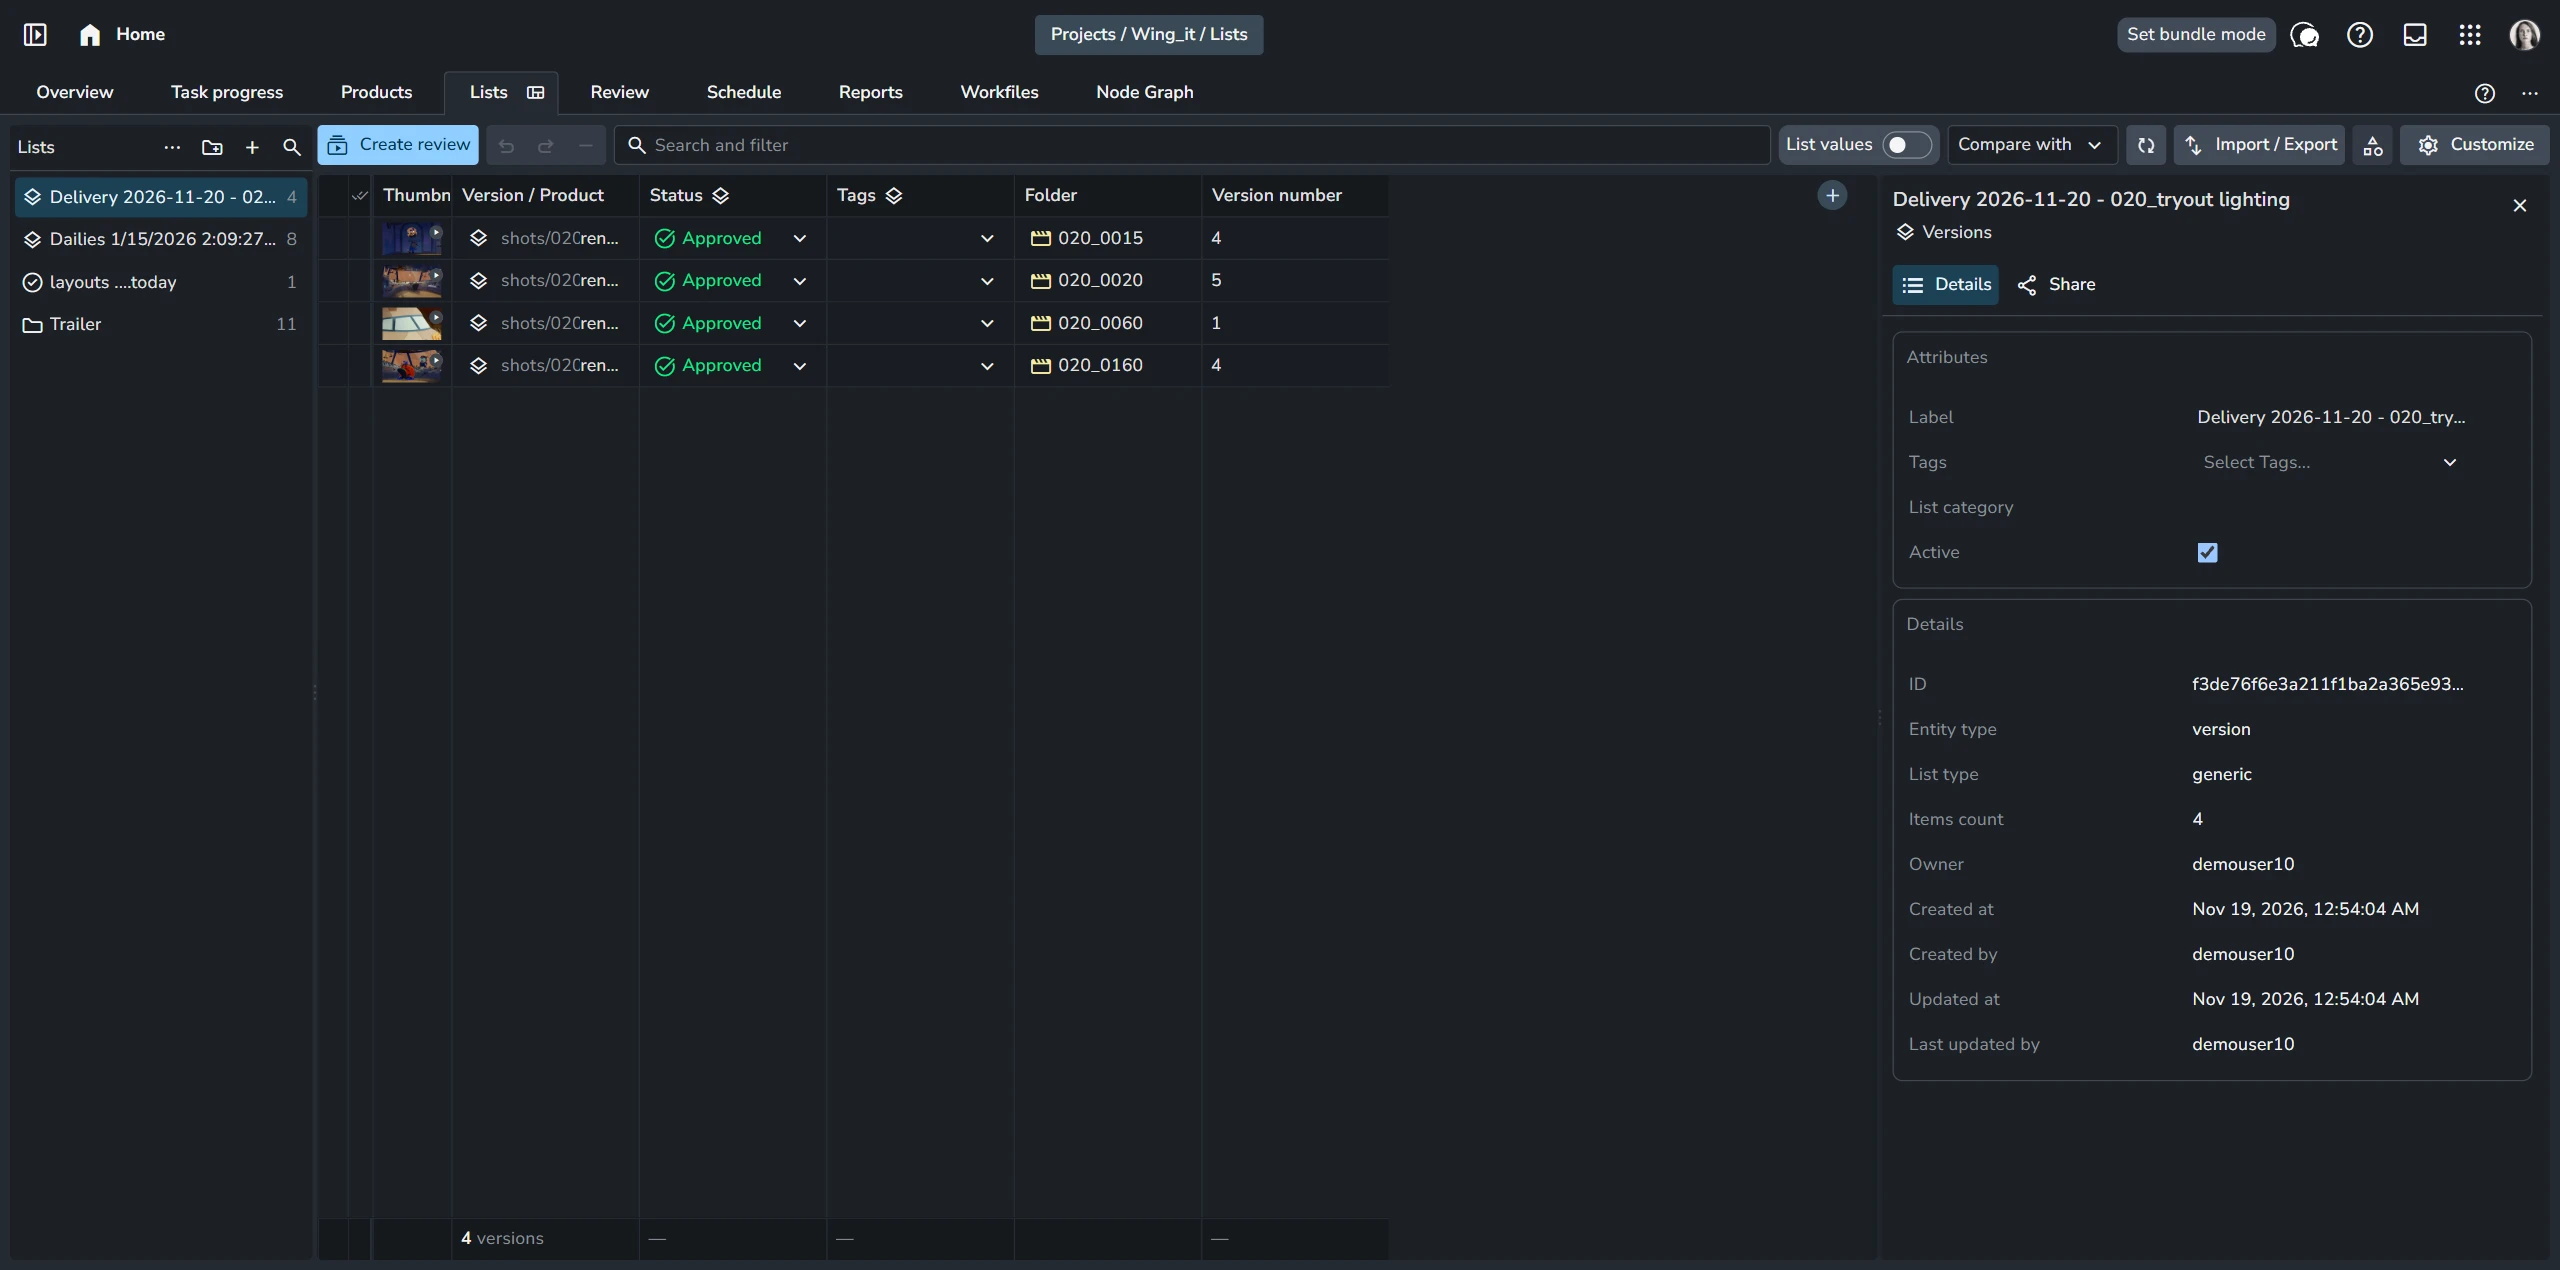 Home
Projects / Wing_it / Lists
Set bundle mode
Overview
Task progress
Products
Lists
Review
Schedule
Reports
Workfiles
Node Graph
Lists
Create review
Search and filter
List values
Compare with
Import / Export
Customize
Delivery 2026-11-20 - 02... 4
Dailies 1/15/2026 2:09:27... 8
layouts ....today 1
Trailer 11
Thumbn Version / Product Status Tags Folder Version number
shots/020ren... Approved 020_0015 4
shots/020ren... Approved 020_0020 5
shots/020ren... Approved 020_0060 1
shots/020ren... Approved 020_0160 4
4 versions — — —
Delivery 2026-11-20 - 020_tryout lighting
Versions
Details
Share
Attributes
Label Delivery 2026-11-20 - 020_try...
Tags Select Tags...
List category
Active
Details
ID f3de76f6e3a211f1ba2a365e93...
Entity type version
List type generic
Items count 4
Owner demouser10
Created at Nov 19, 2026, 12:54:04 AM
Created by demouser10
Updated at Nov 19, 2026, 12:54:04 AM
Last updated by demouser10